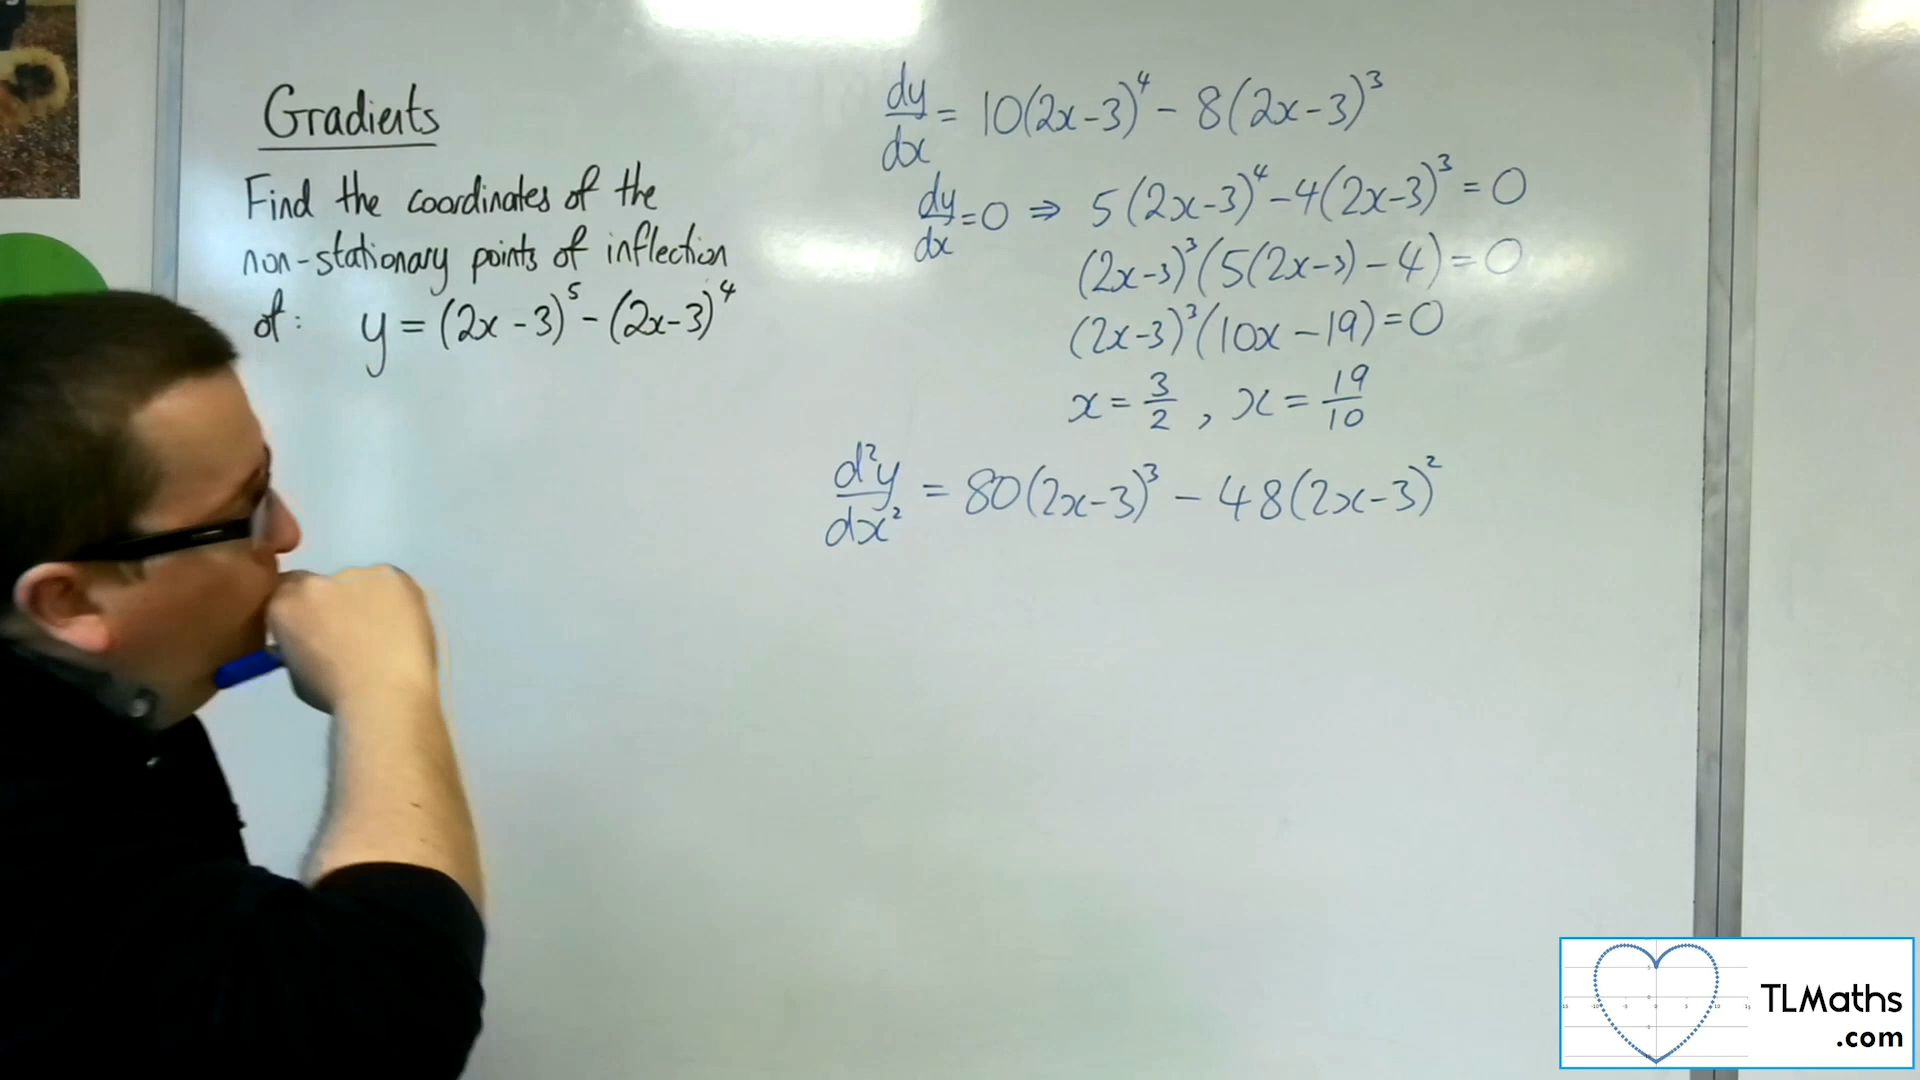 Gradients
Find the coordinates of the
non-stationary points of inflection
of: y = (2x-3)⁵ - (2x-3)⁴
dy/dx = 10(2x-3)⁴ - 8(2x-3)³
dy/dx = 0 ⇒ 5(2x-3)⁴ - 4(2x-3)³ = 0
(2x-3)³(5(2x-3) - 4) = 0
(2x-3)³(10x - 19) = 0
x = 3/2 , x = 19/10
d²y/dx² = 80(2x-3)³ - 48(2x-3)²
TLMaths
.com